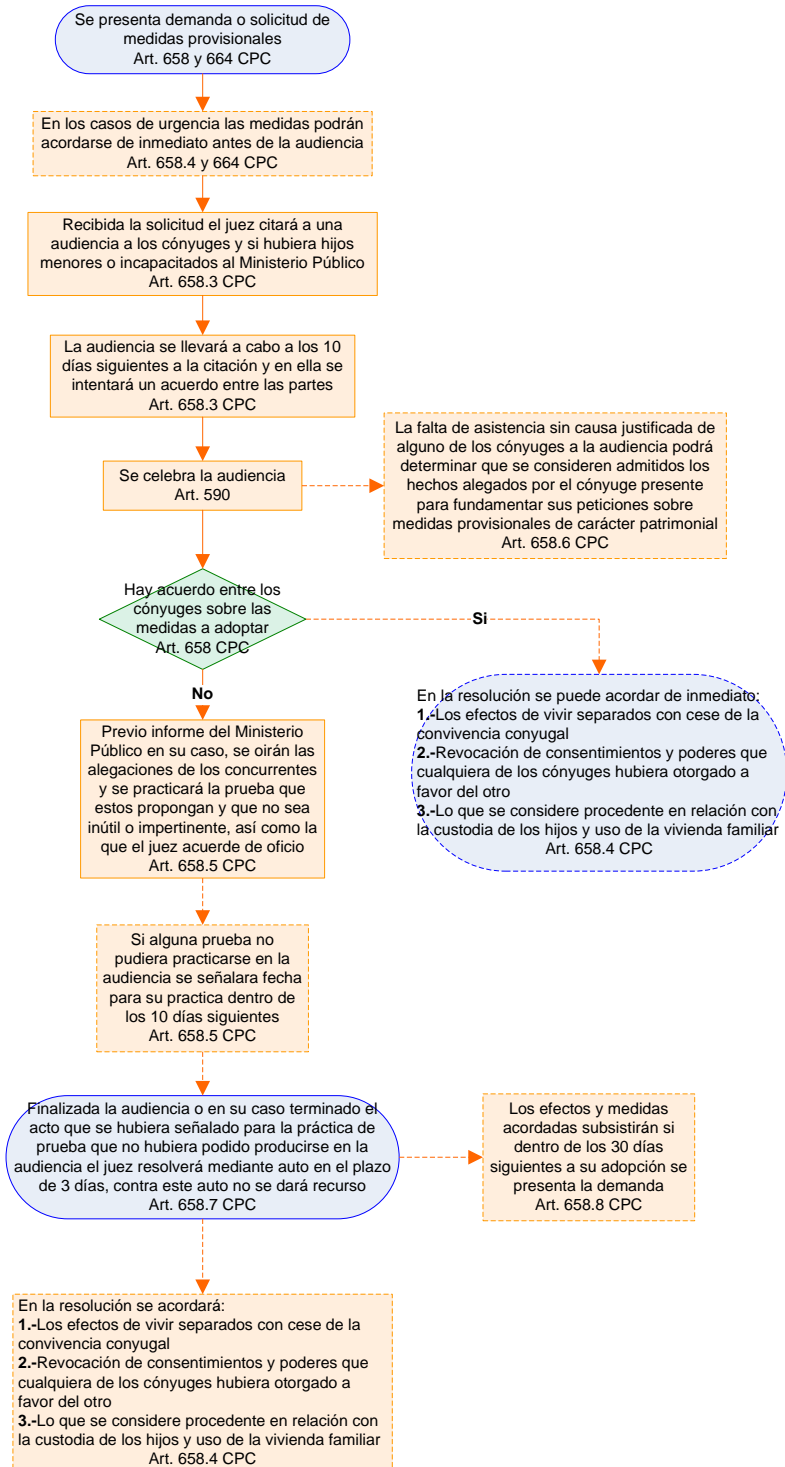 Se presenta demanda o solicitud de
medidas provisionales
Art. 658 y 664 CPC
En los casos de urgencia las medidas podrán
acordarse de inmediato antes de la audiencia
Art. 658.4 y 664 CPC
Recibida la solicitud el juez citará a una
audiencia a los cónyuges y si hubiera hijos
menores o incapacitados al Ministerio Público
Art. 658.3 CPC
La audiencia se llevará a cabo a los 10
días siguientes a la citación y en ella se
intentará un acuerdo entre las partes
Art. 658.3 CPC
Se celebra la audiencia
Art. 590
La falta de asistencia sin causa justificada de
alguno de los cónyuges a la audiencia podrá
determinar que se consideren admitidos los
hechos alegados por el cónyuge presente
para fundamentar sus peticiones sobre
medidas provisionales de carácter patrimonial
Art. 658.6 CPC
Hay acuerdo entre los
cónyuges sobre las
medidas a adoptar
Art. 658 CPC
Si
En la resolución se puede acordar de inmediato:
1.-Los efectos de vivir separados con cese de la
convivencia conyugal
2.-Revocación de consentimientos y poderes que
cualquiera de los cónyuges hubiera otorgado a
favor del otro
3.-Lo que se considere procedente en relación con
la custodia de los hijos y uso de la vivienda familiar
Art. 658.4 CPC
No
Previo informe del Ministerio
Público en su caso, se oirán las
alegaciones de los concurrentes
y se practicará la prueba que
estos propongan y que no sea
inútil o impertinente, así como la
que el juez acuerde de oficio
Art. 658.5 CPC
Si alguna prueba no
pudiera practicarse en la
audiencia se señalara fecha
para su practica dentro de
los 10 días siguientes
Art. 658.5 CPC
Finalizada la audiencia o en su caso terminado el
acto que se hubiera señalado para la práctica de
prueba que no hubiera podido producirse en la
audiencia el juez resolverá mediante auto en el plazo
de 3 días, contra este auto no se dará recurso
Art. 658.7 CPC
Los efectos y medidas
acordadas subsistirán si
dentro de los 30 días
siguientes a su adopción se
presenta la demanda
Art. 658.8 CPC
En la resolución se acordará:
1.-Los efectos de vivir separados con cese de la
convivencia conyugal
2.-Revocación de consentimientos y poderes que
cualquiera de los cónyuges hubiera otorgado a
favor del otro
3.-Lo que se considere procedente en relación con
la custodia de los hijos y uso de la vivienda familiar
Art. 658.4 CPC